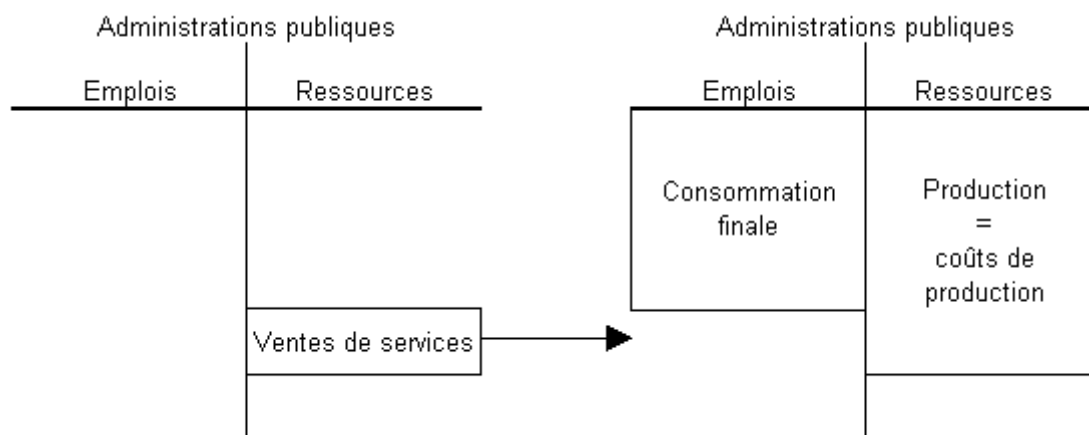 Administrations publiques
Emplois
Ressources
Ventes de services
Administrations publiques
Emplois
Ressources
Consommation
finale
Production
=
coûts de
production